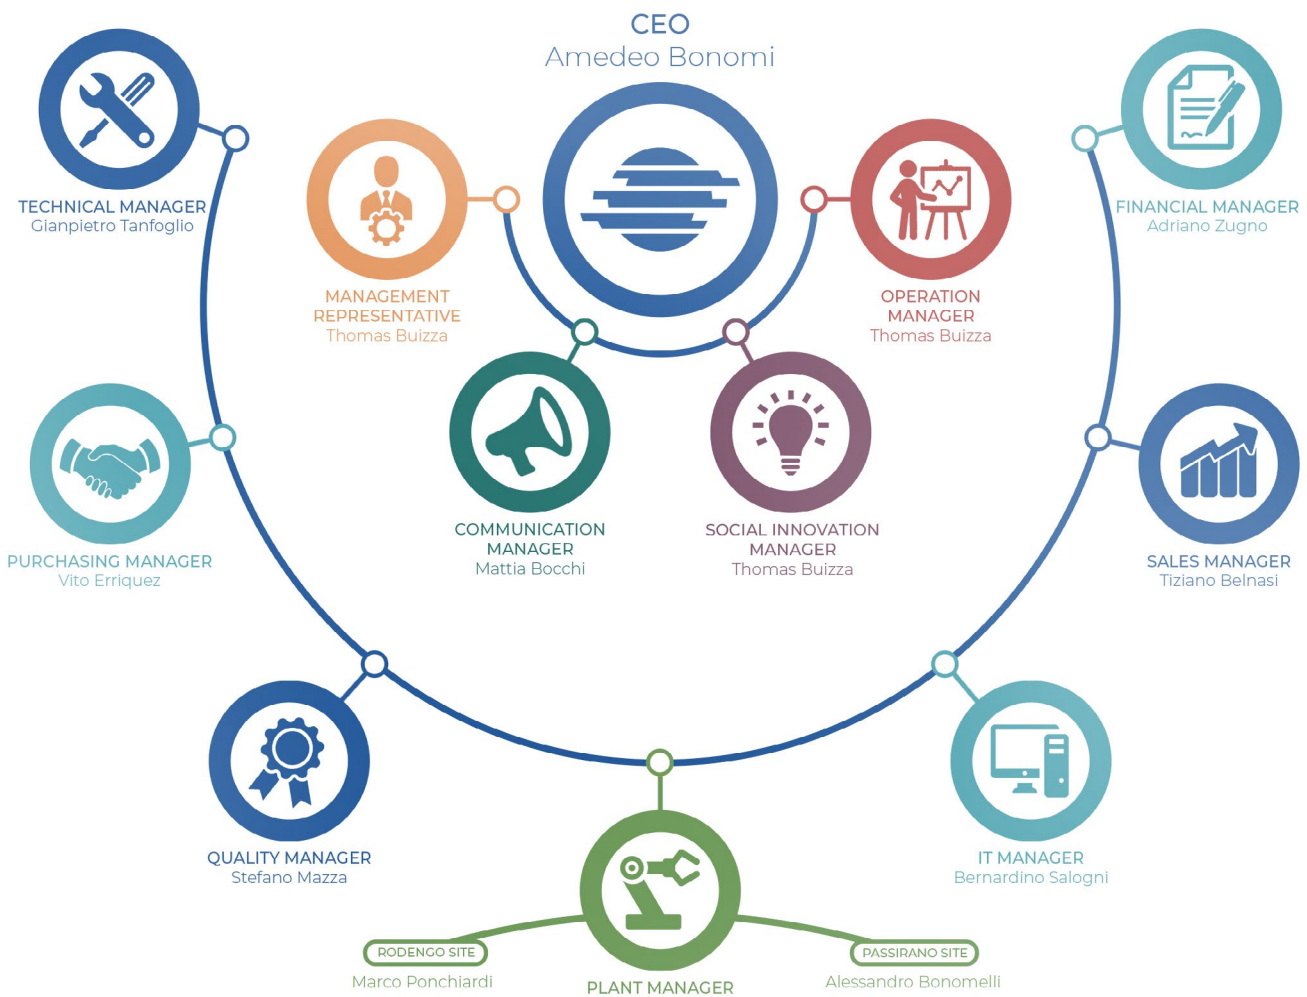 CEO
Amedeo Bonomi
TECHNICAL MANAGER
Gianpietro Tanfoglio
MANAGEMENT
REPRESENTATIVE
Thomas Buizza
OPERATION
MANAGER
Thomas Buizza
FINANCIAL MANAGER
Adriano Zugno
PURCHASING MANAGER
Vito Erriquez
COMMUNICATION
MANAGER
Mattia Bocchi
SOCIAL INNOVATION
MANAGER
Thomas Buizza
SALES MANAGER
Tiziano Belnasi
QUALITY MANAGER
Stefano Mazza
IT MANAGER
Bernardino Salogni
RODENGO SITE
Marco Ponchiardi
PLANT MANAGER
PASSIRANO SITE
Alessandro Bonomelli